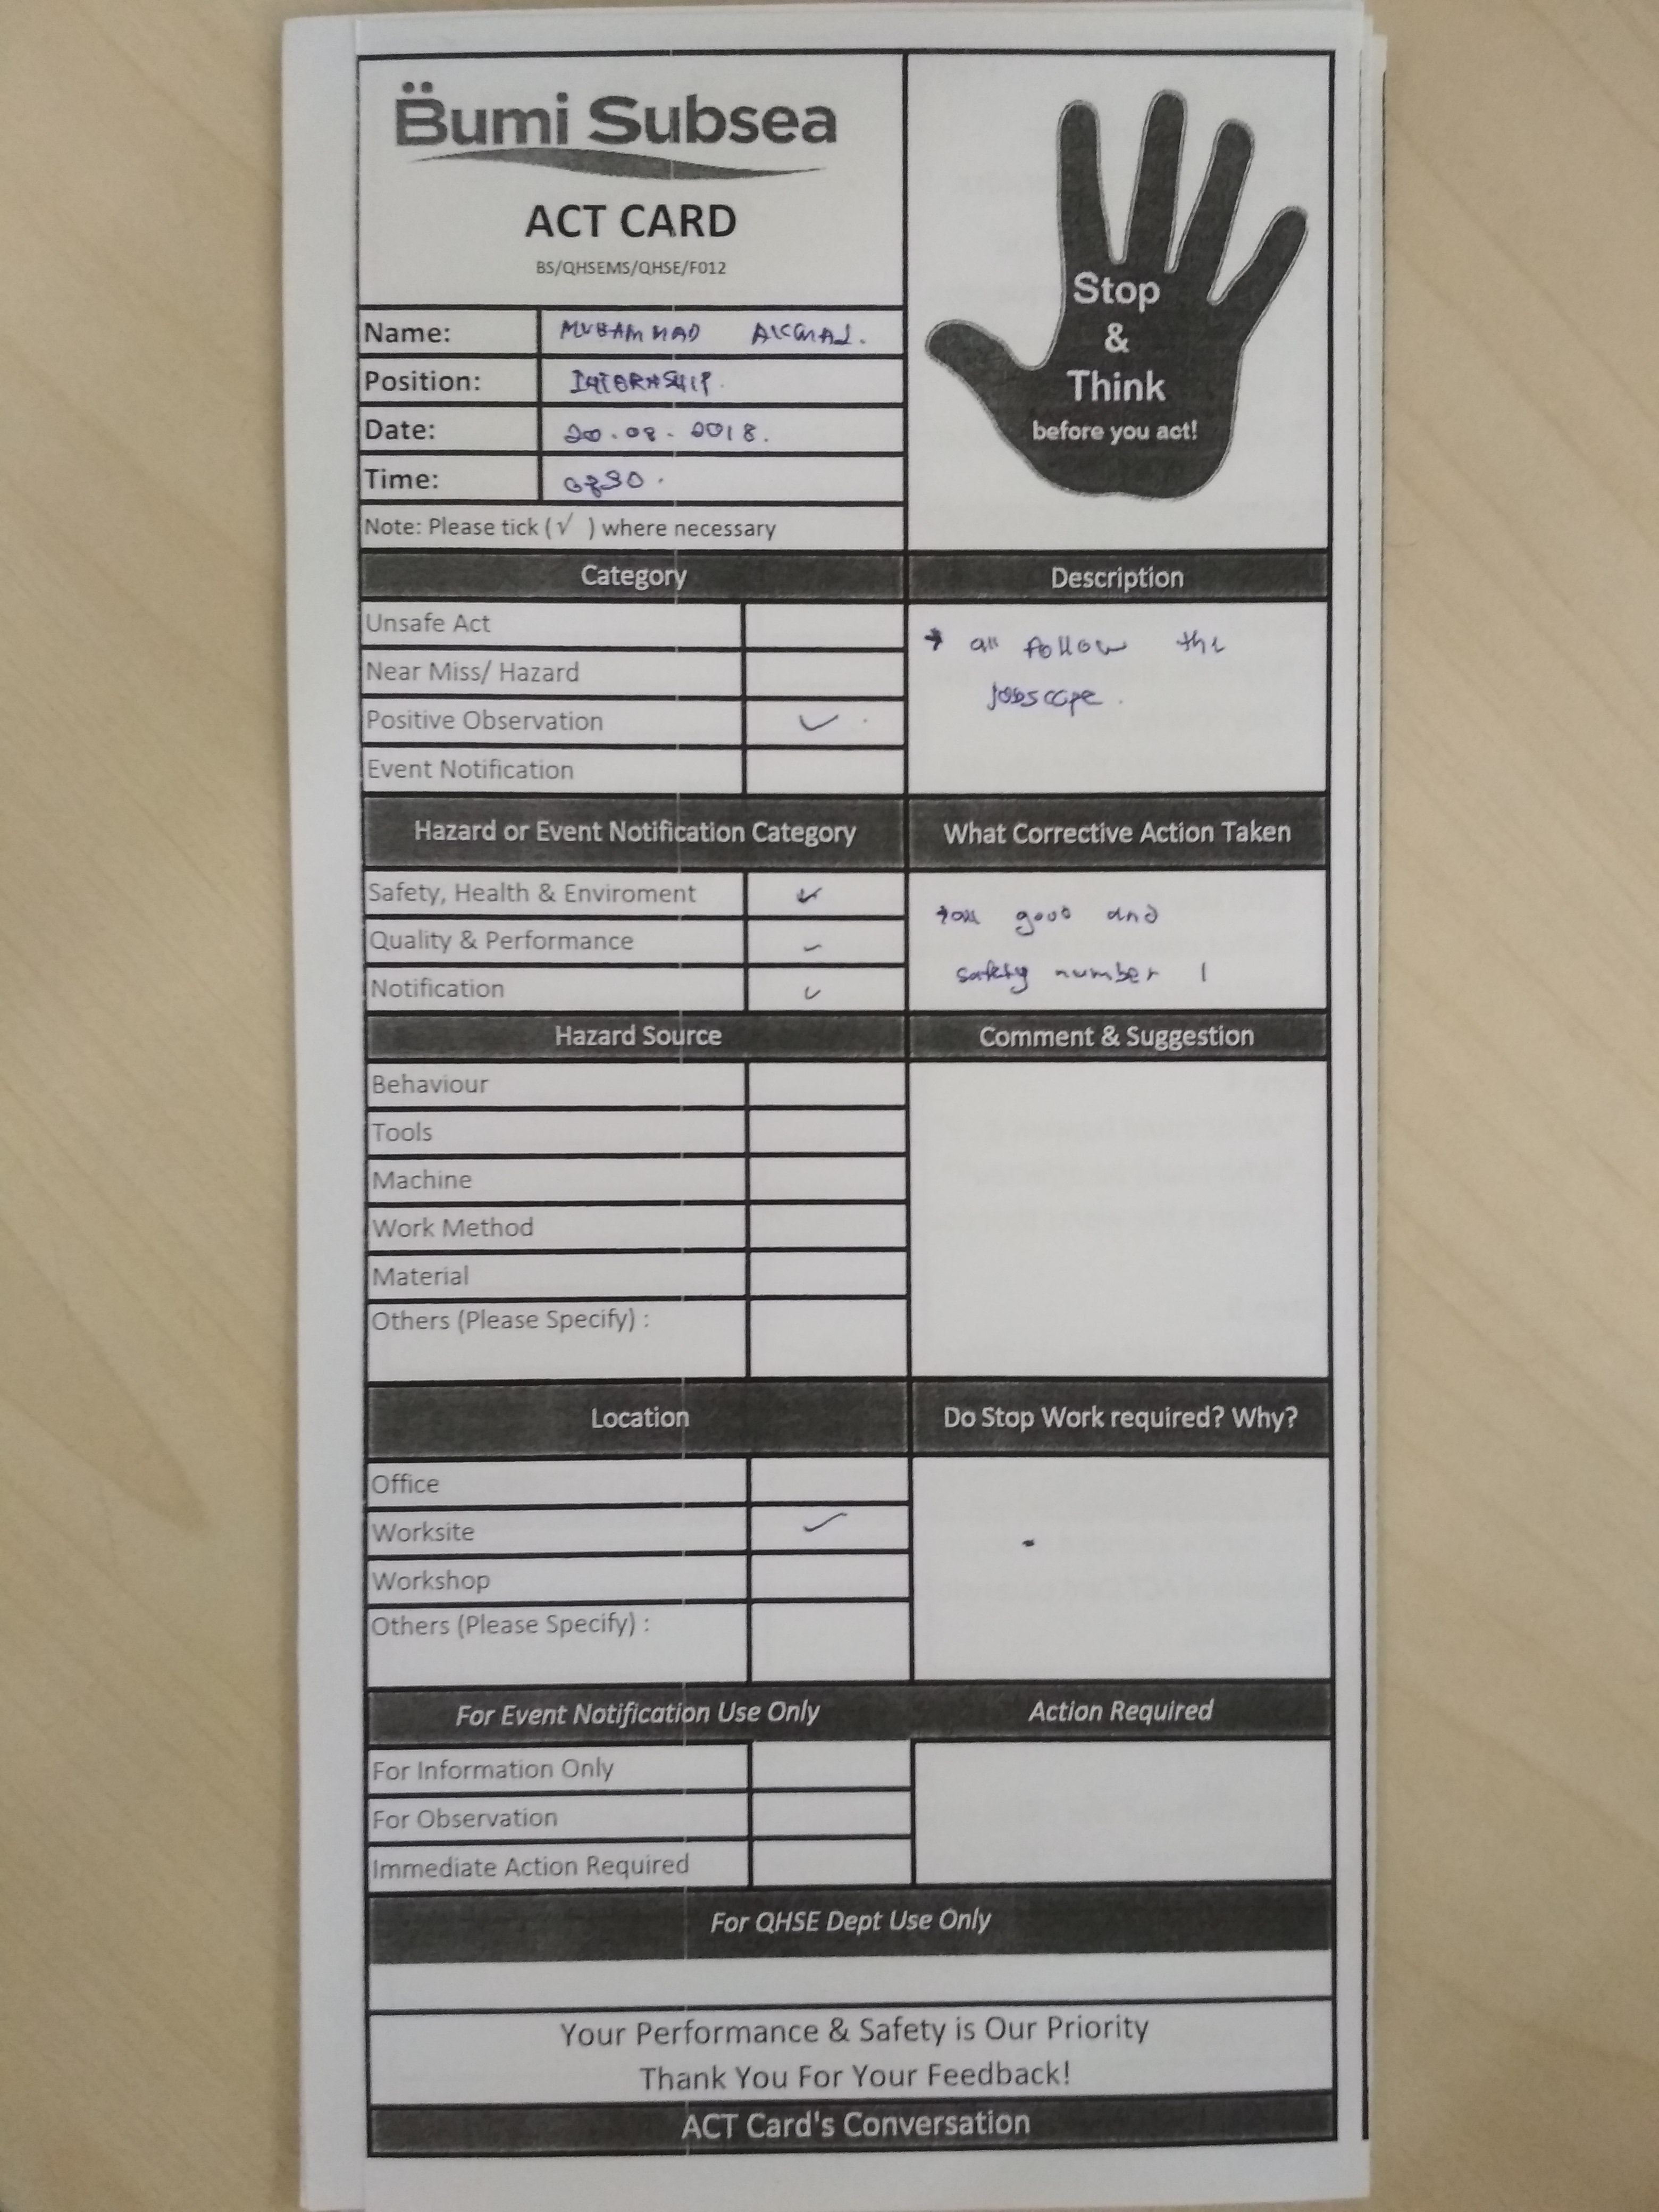 Bumi Subsea
ACT CARD
BS/QHSEMS/QHSE/F012
Stop
&
Think
before you act!
Name: MUHAMMAD AKMAL.
Position: INTERNSHIP.
Date: 20.08.2018.
Time:
Note: Please tick (√ ) where necessary
Category
Description
Unsafe Act
Near Miss/ Hazard
Positive Observation ✓
Event Notification
→ all follow the
jobscope.
Hazard or Event Notification Category
What Corrective Action Taken
Safety, Health & Enviroment ✓
Quality & Performance ✓
Notification ✓
good and
safety number 1
Hazard Source
Comment & Suggestion
Behaviour
Tools
Machine
Work Method
Material
Others (Please Specify) :
Location
Do Stop Work required? Why?
Office
Worksite ✓
Workshop
Others (Please Specify) :
-
For Event Notification Use Only
Action Required
For Information Only
For Observation
Immediate Action Required
For QHSE Dept Use Only
Your Performance & Safety is Our Priority
Thank You For Your Feedback!
ACT Card's Conversation